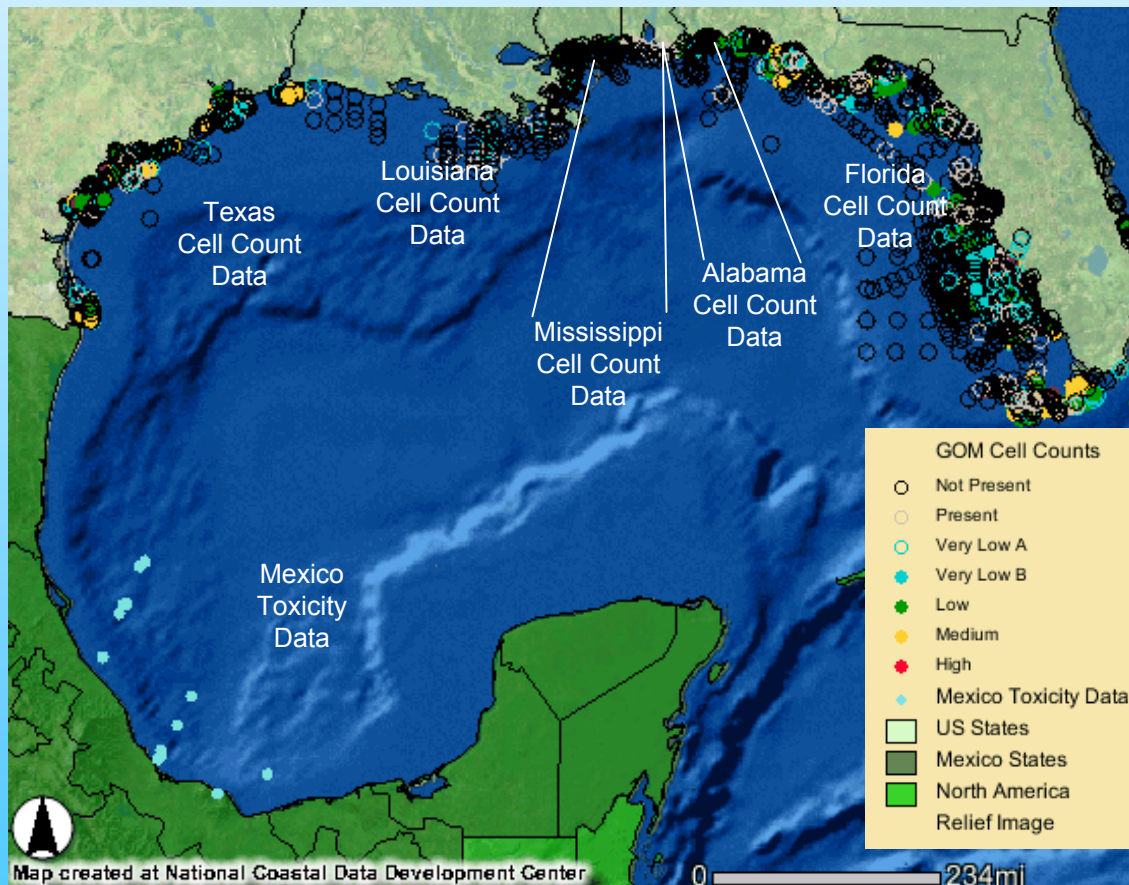 Texas
Cell Count
Data
Louisiana
Cell Count
Data
Mississippi
Cell Count
Data
Alabama
Cell Count
Data
Florida
Cell Count
Data
Mexico
Toxicity
Data
GOM Cell Counts
Not Present
Present
Very Low A
Very Low B
Low
Medium
High
Mexico Toxicity Data
US States
Mexico States
North America
Relief Image
Map created at National Coastal Data Development Center
0 234mi